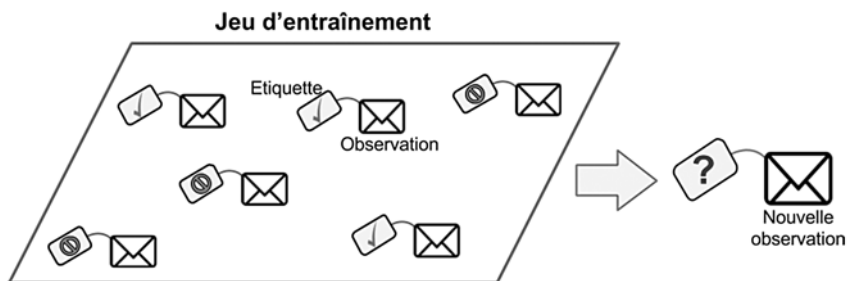 Jeu d’entraînement
Etiquette
Observation
?
Nouvelle
observation